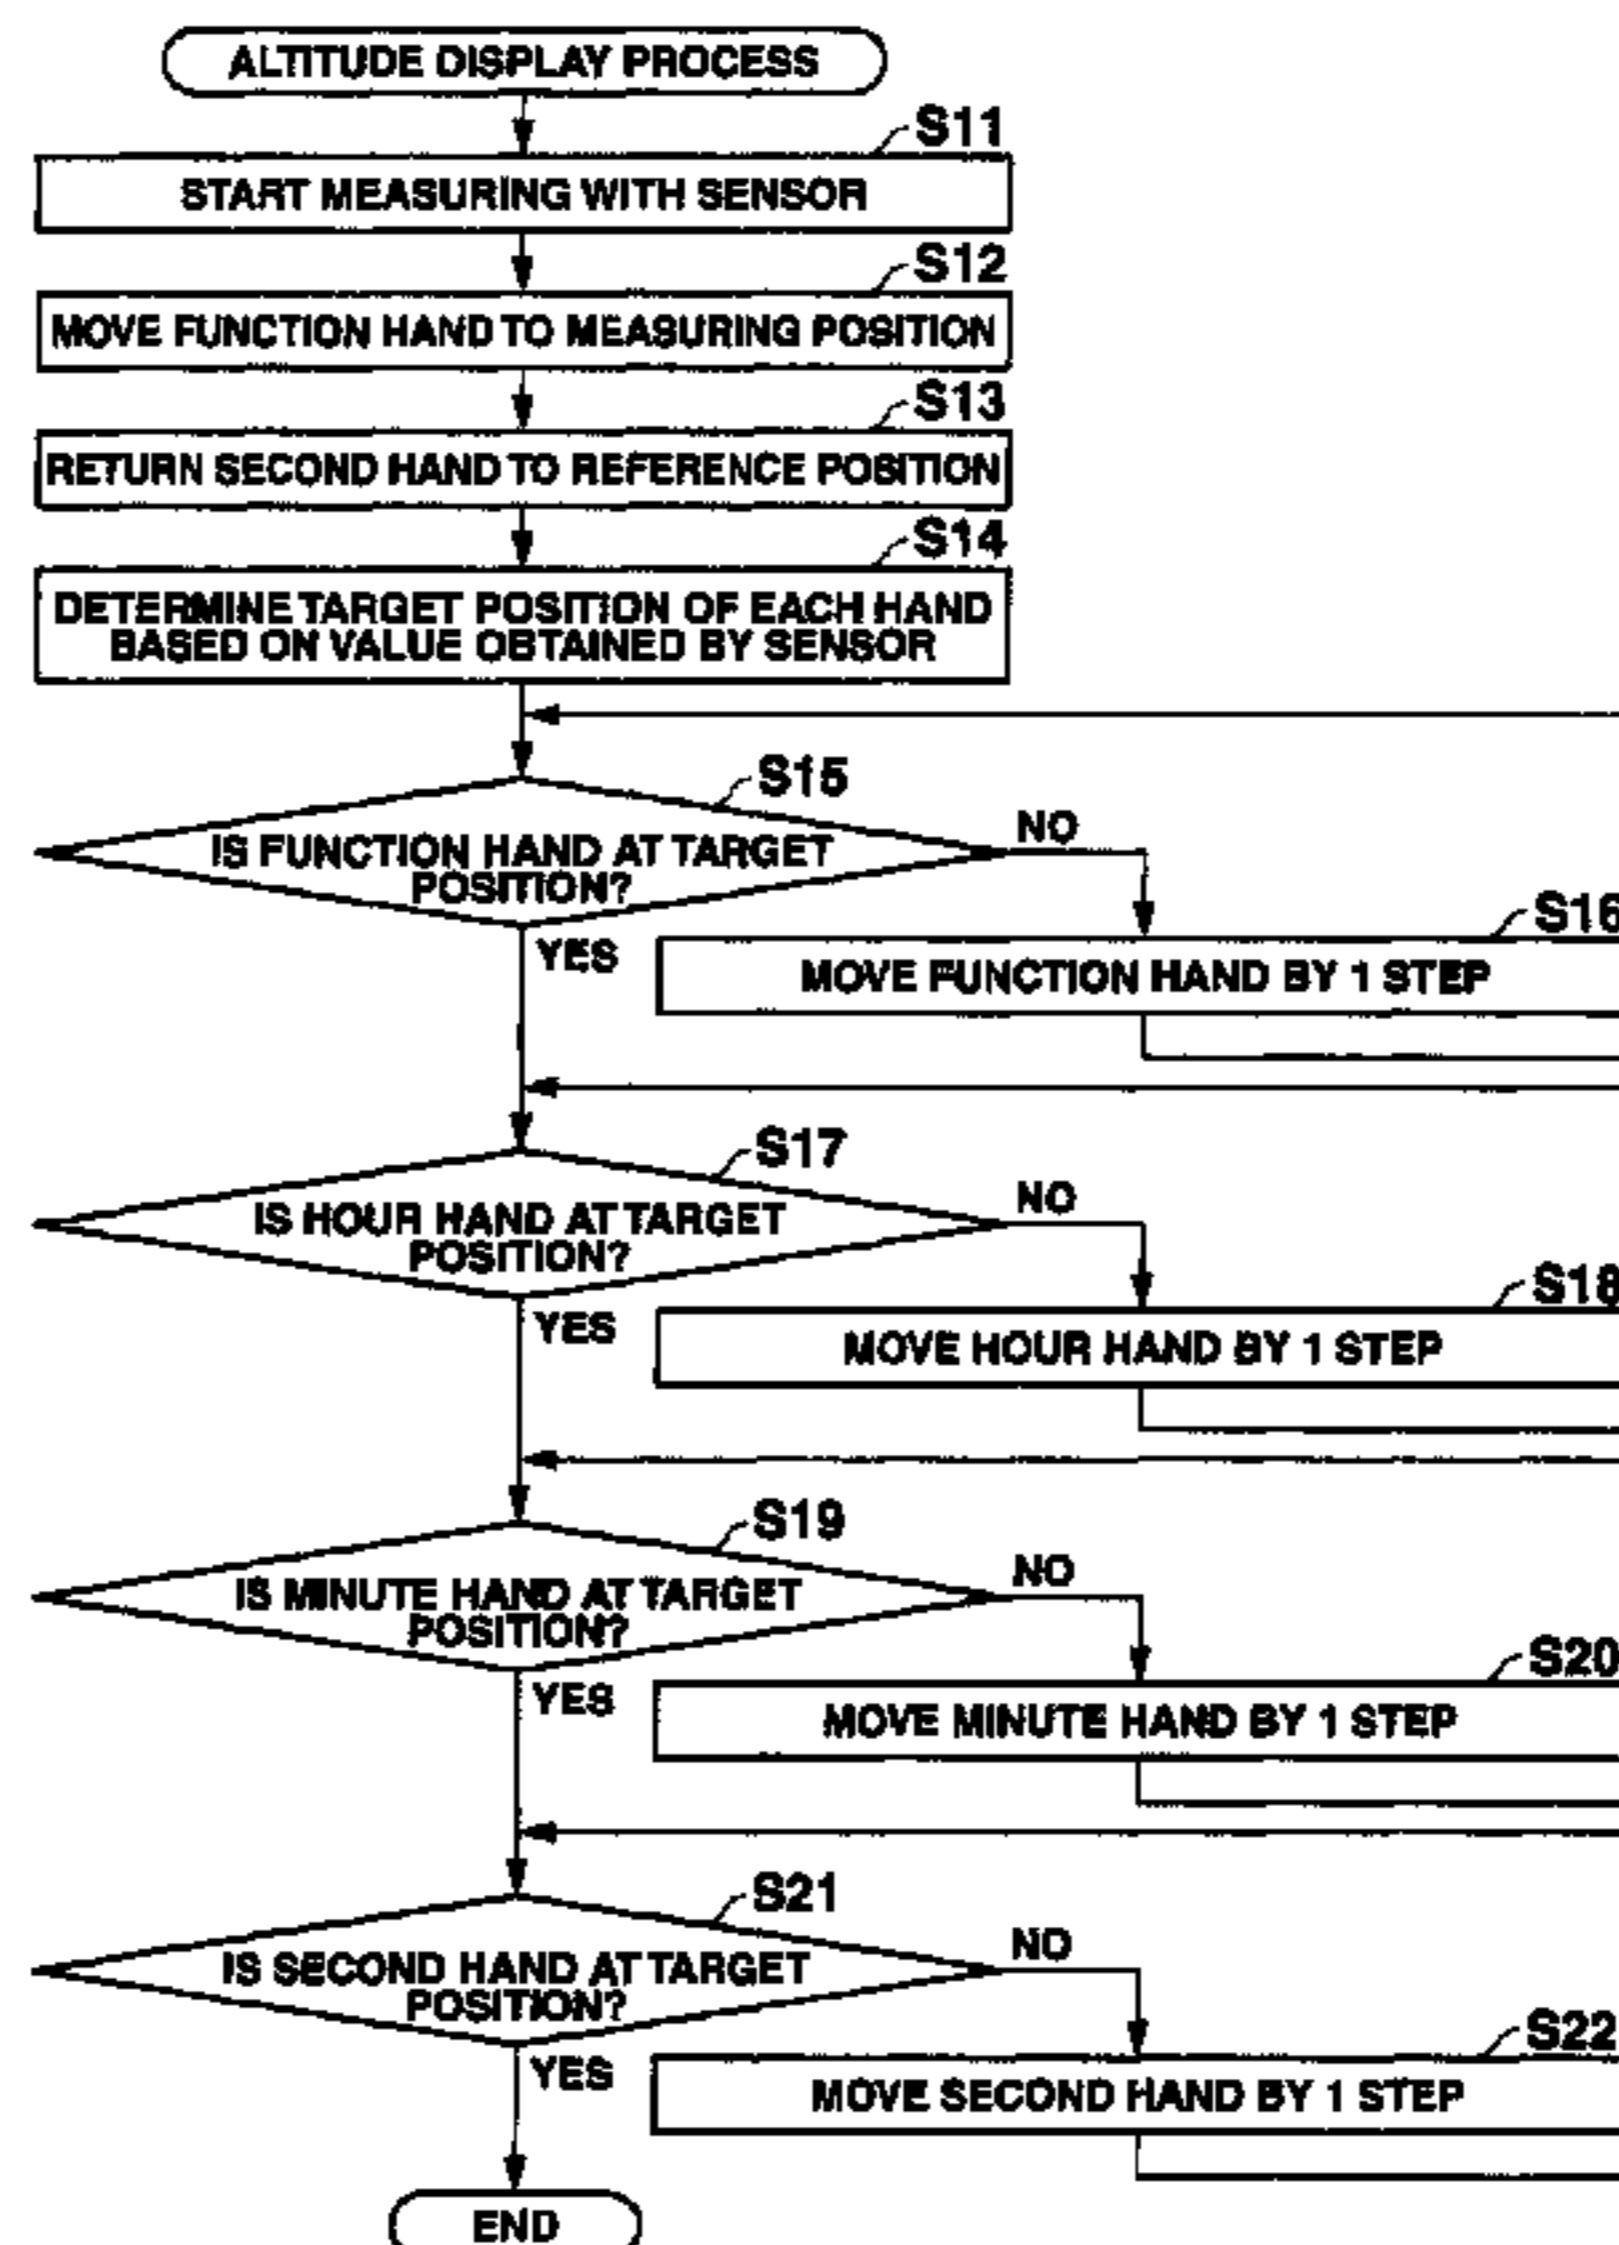 ALTITUDE DISPLAY PROCESS
S11
START MEASURING WITH SENSOR
S12
MOVE FUNCTION HAND TO MEASURING POSITION
S13
RETURN SECOND HAND TO REFERENCE POSITION
S14
DETERMINE TARGET POSITION OF EACH HAND
BASED ON VALUE OBTAINED BY SENSOR
S15
IS FUNCTION HAND AT TARGET
POSITION?
NO
YES
S16
MOVE FUNCTION HAND BY 1 STEP
S17
IS HOUR HAND AT TARGET
POSITION?
NO
YES
S18
MOVE HOUR HAND BY 1 STEP
S19
IS MINUTE HAND AT TARGET
POSITION?
NO
YES
S20
MOVE MINUTE HAND BY 1 STEP
S21
IS SECOND HAND AT TARGET
POSITION?
NO
YES
S22
MOVE SECOND HAND BY 1 STEP
END